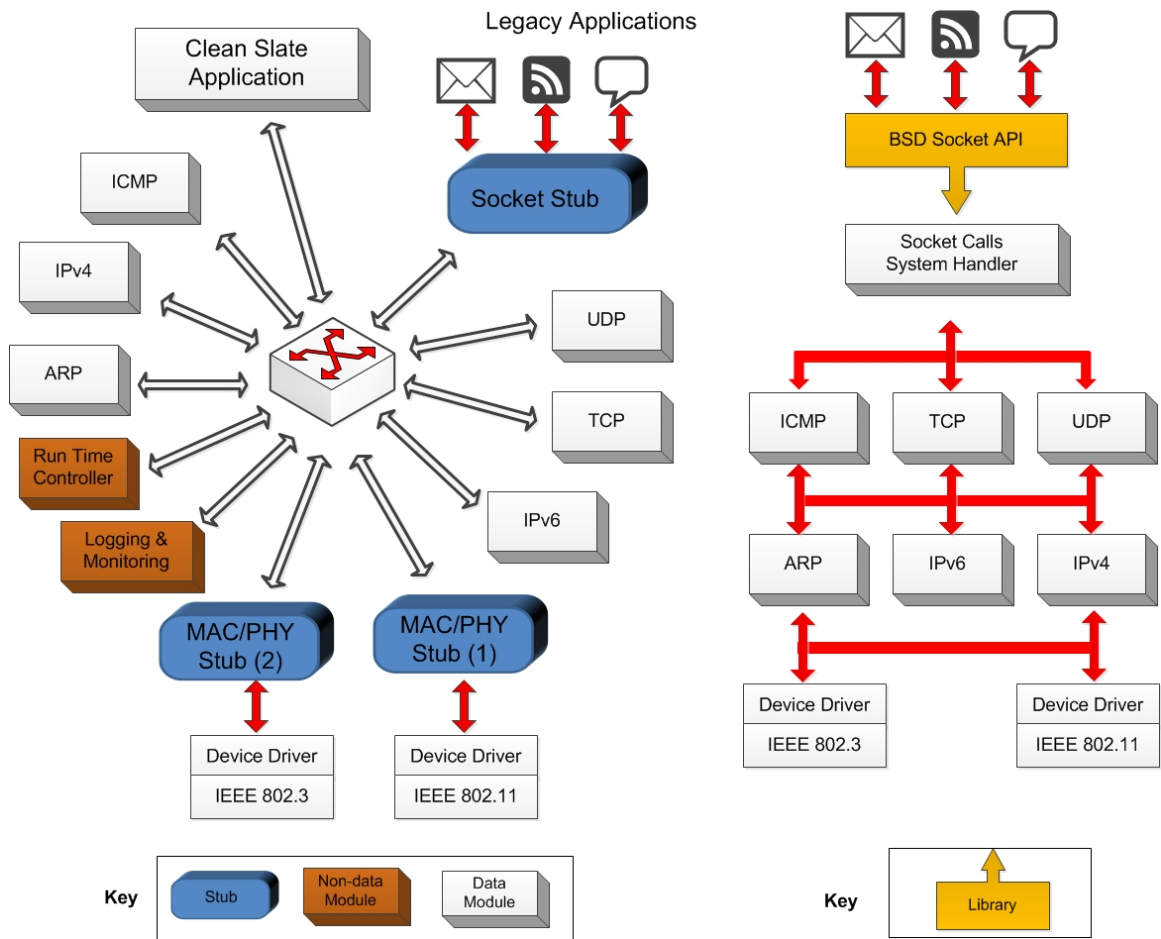 Legacy Applications
Clean Slate
Application
ICMP
Socket Stub
IPv4
UDP
ARP
TCP
Run Time
Controller
IPv6
Logging &
Monitoring
MAC/PHY
Stub (2)
MAC/PHY
Stub (1)
Device Driver
IEEE 802.3
Device Driver
IEEE 802.11
Key
Stub
Non-data
Module
Data
Module
BSD Socket API
Socket Calls
System Handler
ICMP
TCP
UDP
ARP
IPv6
IPv4
Device Driver
IEEE 802.3
Device Driver
IEEE 802.11
Key
Library